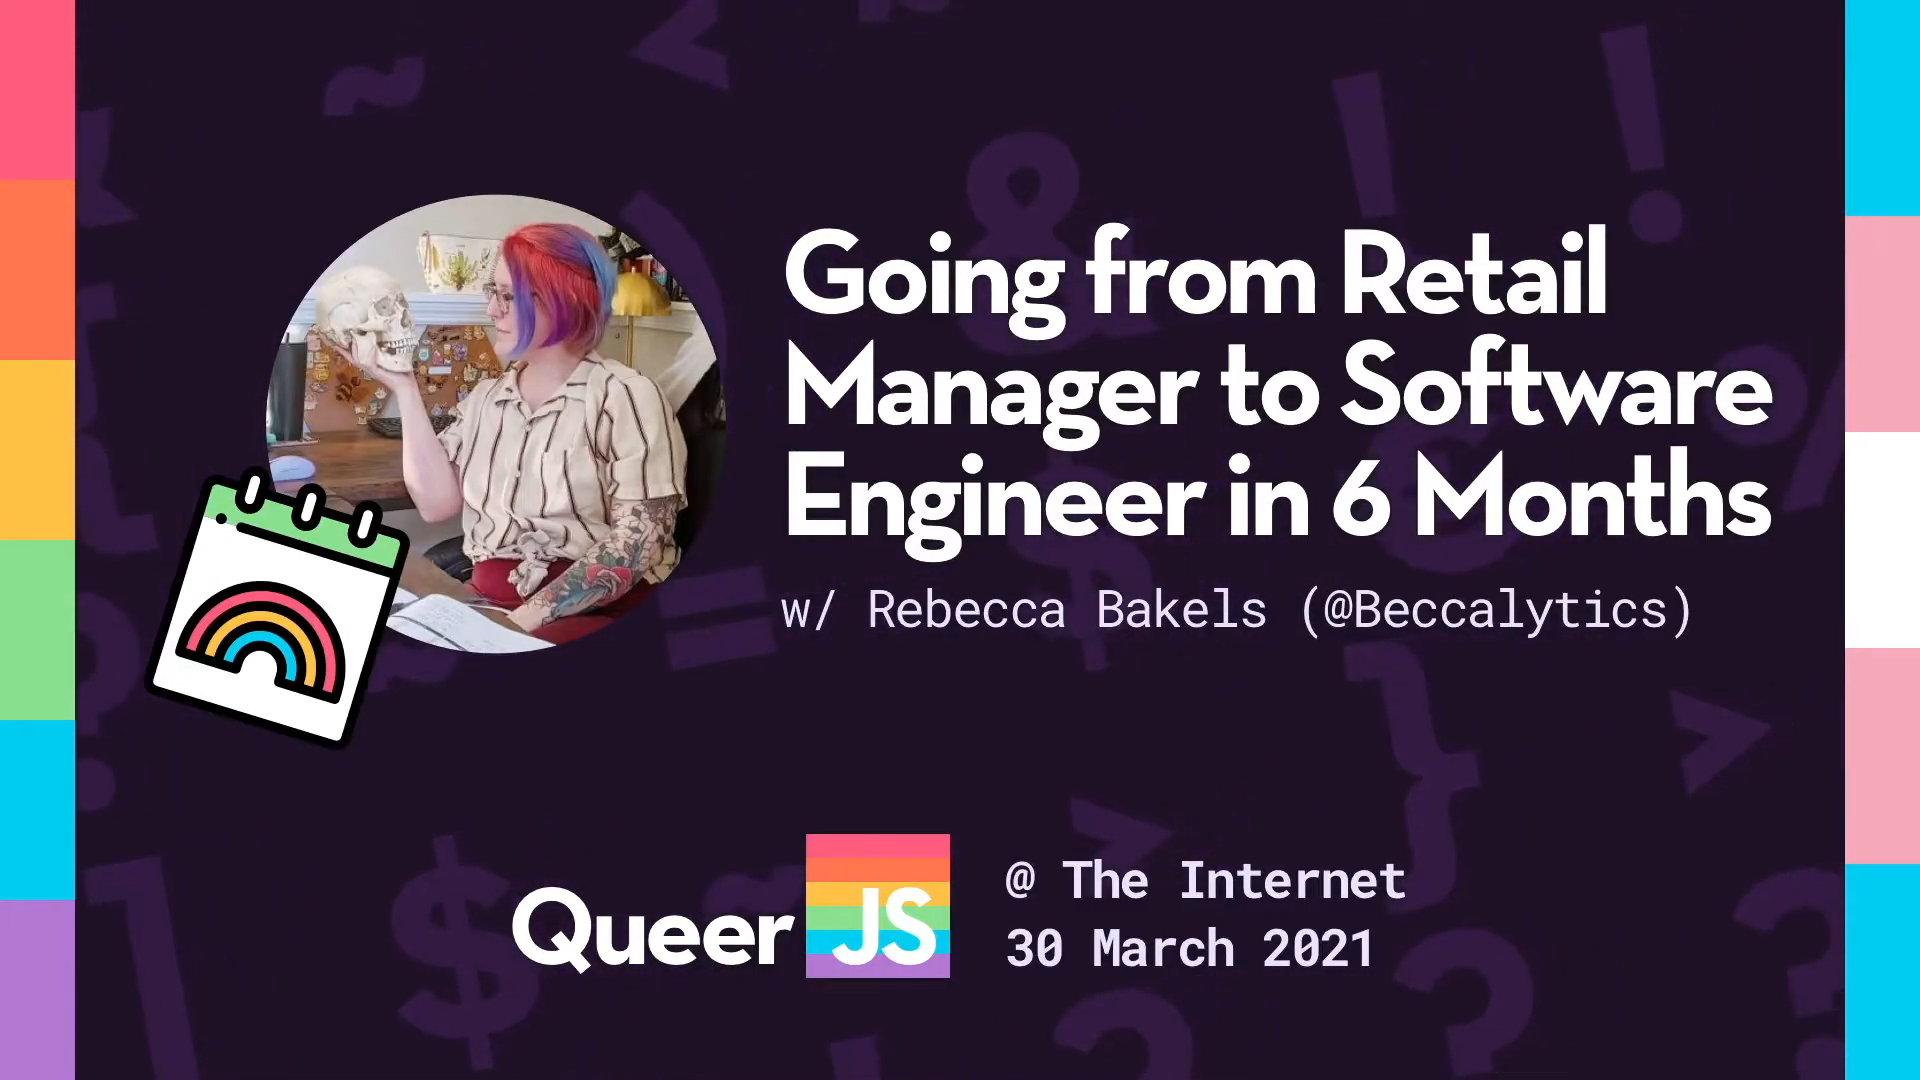 Going from Retail
Manager to Software
Engineer in 6 Months
w/ Rebecca Bakels (@Beccalytics)
Queer JS
@ The Internet
30 March 2021